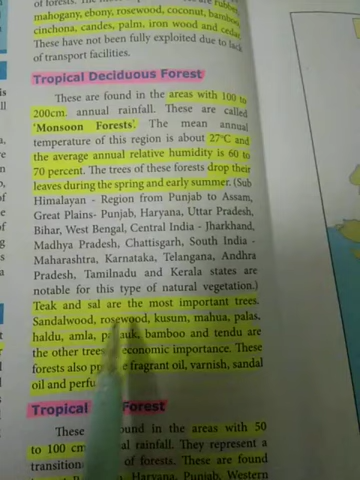 of forests. The most
mahogany, ebony, rosewood, coconut, bamboo,
cinchona, candes, palm, iron wood and cedar.
These have not been fully exploited due to lack
of transport facilities.
Tropical Deciduous Forest
These are found in the areas with 100 to
200cm. annual rainfall. These are called
'Monsoon Forests'. The mean annual
temperature of this region is about 27°C and
the average annual relative humidity is 60 to
70 percent. The trees of these forests drop their
leaves during the spring and early summer. (Sub
Himalayan - Region from Punjab to Assam,
Great Plains- Punjab, Haryana, Uttar Pradesh,
Bihar, West Bengal, Central India - Jharkhand,
Madhya Pradesh, Chattisgarh, South India -
Maharashtra, Karnataka, Telangana, Andhra
Pradesh, Tamilnadu and Kerala states are
notable for this type of natural vegetation.)
Teak and sal are the most important trees.
Sandalwood, rosewood, kusum, mahua, palas,
haldu, amla, bamboo and tendu are
the other trees economic importance. These
forests also fragrant oil, varnish, sandal
oil and
Tropical Forest
These found in the areas with 50
to 100 cm rainfall. They represent a
transition of forests. These are found
Haryana, Punjab, Western